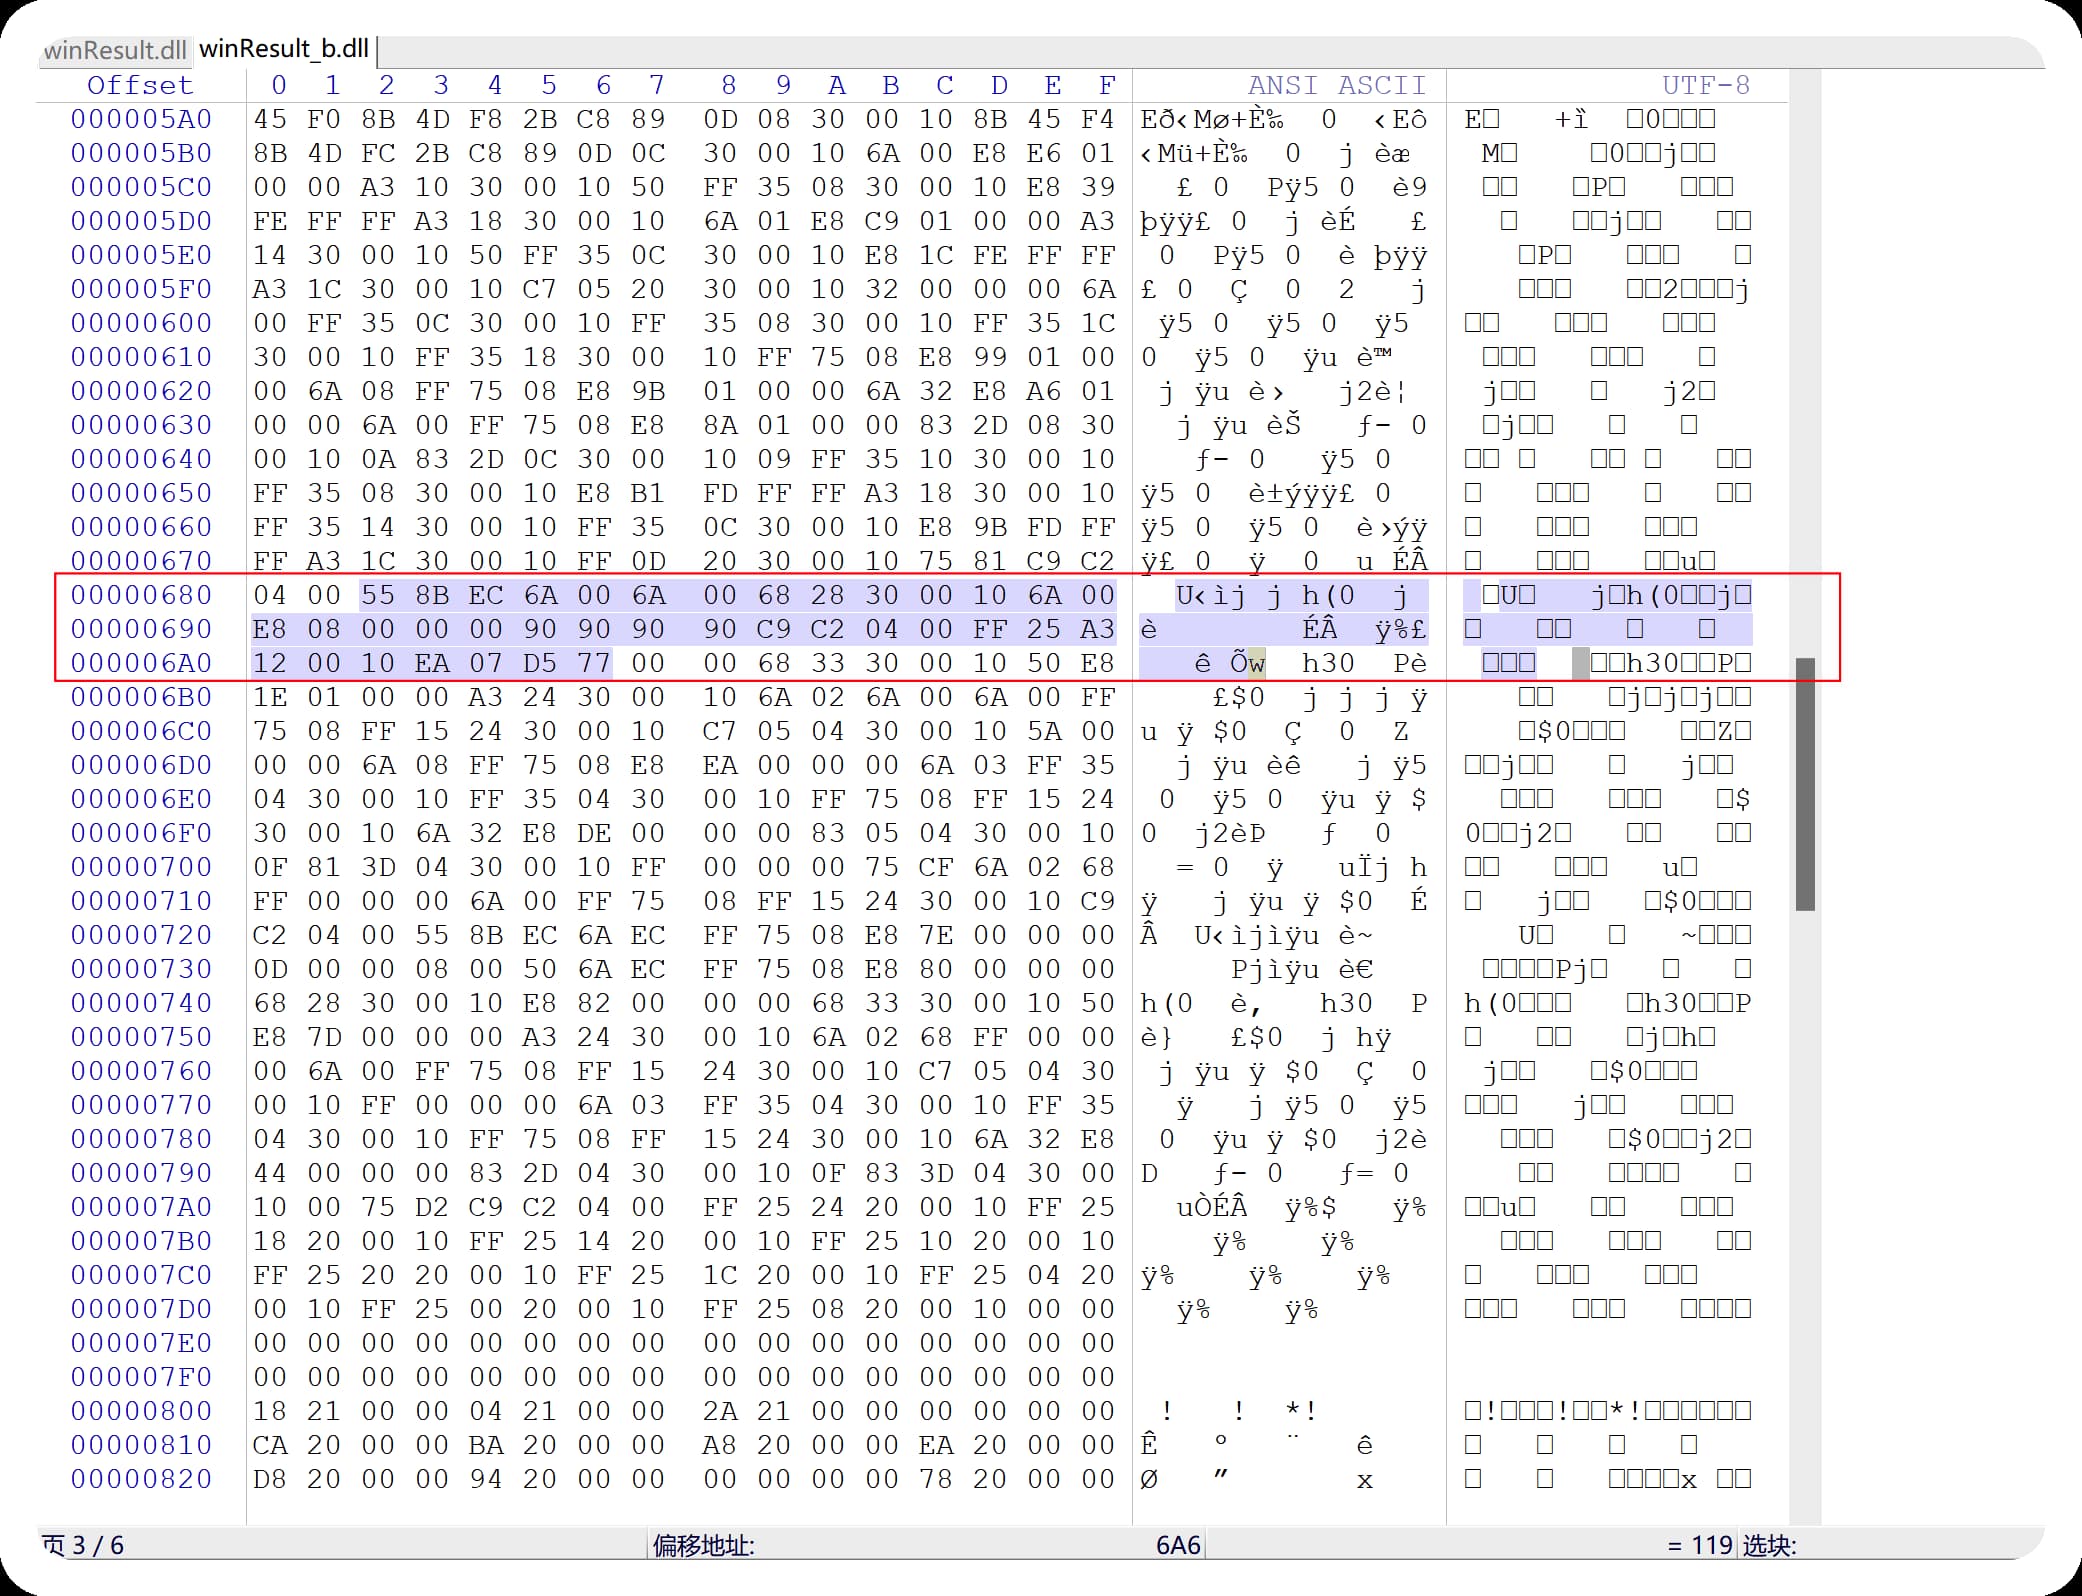 winResult.dll winResult_b.dll
Offset 0 1 2 3 4 5 6 7 8 9 A B C D E F ANSI ASCII UTF-8
000005A0 45 F0 8B 4D F8 2B C8 89 0D 08 30 00 10 8B 45 F4 Eð‹Mø+È‰ 0 ‹Eô E□ +ȉ □0□□□
000005B0 8B 4D FC 2B C8 89 0D 0C 30 00 10 6A 00 E8 E6 01 ‹Mü+È‰ 0 j èæ M□ □0□□j□□
000005C0 00 00 A3 10 30 00 10 50 FF 35 08 30 00 10 E8 39 £ 0 Pÿ5 0 è9 □□ □P□ □□□
000005D0 FE FF FF A3 18 30 00 10 6A 01 E8 C9 01 00 00 A3 þÿÿ£ 0 j èÉ £ □ □□j□□ □□
000005E0 14 30 00 10 50 FF 35 0C 30 00 10 E8 1C FE FF FF 0 Pÿ5 0 è þÿÿ □P□ □□□ □
000005F0 A3 1C 30 00 10 C7 05 20 30 00 10 32 00 00 00 6A £ 0 Ç 0 2 j □□□ □□2□□□j
00000600 00 FF 35 0C 30 00 10 FF 35 08 30 00 10 FF 35 1C ÿ5 0 ÿ5 0 ÿ5 □□ □□□ □□□
00000610 30 00 10 FF 35 18 30 00 10 FF 75 08 E8 99 01 00 0 ÿ5 0 ÿu è™ □□□ □□□ □
00000620 00 6A 08 FF 75 08 E8 9B 01 00 00 6A 32 E8 A6 01 j ÿu è› j2è¦ j□□ □ j2□
00000630 00 00 6A 00 FF 75 08 E8 8A 01 00 00 83 2D 08 30 j ÿu èŠ ƒ- 0 □j□□ □ □
00000640 00 10 0A 83 2D 0C 30 00 10 09 FF 35 10 30 00 10 ƒ- 0 ÿ5 0 □□ □ □□ □ □□
00000650 FF 35 08 30 00 10 E8 B1 FD FF FF A3 18 30 00 10 ÿ5 0 è±ýÿÿ£ 0 □ □□□ □ □□
00000660 FF 35 14 30 00 10 FF 35 0C 30 00 10 E8 9B FD FF ÿ5 0 ÿ5 0 è›ýÿ □ □□□ □□□
00000670 FF A3 1C 30 00 10 FF 0D 20 30 00 10 75 81 C9 C2 ÿ£ 0 ÿ 0 u ÉÂ □ □□□ □□u□
00000680 04 00 55 8B EC 6A 00 6A 00 68 28 30 00 10 6A 00 U‹ìj j h(0 j □U□ j□h(0□□j□
00000690 E8 08 00 00 00 90 90 90 90 C9 C2 04 00 FF 25 A3 è ÉÂ ÿ%£ □ □□ □ □
000006A0 12 00 10 EA 07 D5 77 00 00 68 33 30 00 10 50 E8 ê Õw h30 Pè □□□ □□h30□□P□
000006B0 1E 01 00 00 A3 24 30 00 10 6A 02 6A 00 6A 00 FF £$0 j j j ÿ □□ □j□j□j□□
000006C0 75 08 FF 15 24 30 00 10 C7 05 04 30 00 10 5A 00 u ÿ $0 Ç 0 Z □$0□□□ □□Z□
000006D0 00 00 6A 08 FF 75 08 E8 EA 00 00 00 6A 03 FF 35 j ÿu èê j ÿ5 □□j□□ □ j□□
000006E0 04 30 00 10 FF 35 04 30 00 10 FF 75 08 FF 15 24 0 ÿ5 0 ÿu ÿ $ □□□ □□□ □$
000006F0 30 00 10 6A 32 E8 DE 00 00 00 83 05 04 30 00 10 0 j2èÞ ƒ 0 0□□j2□ □□ □□
00000700 0F 81 3D 04 30 00 10 FF 00 00 00 75 CF 6A 02 68 = 0 ÿ uÏj h □□ □□□ u□
00000710 FF 00 00 00 6A 00 FF 75 08 FF 15 24 30 00 10 C9 ÿ j ÿu ÿ $0 É □ j□□ □$0□□□
00000720 C2 04 00 55 8B EC 6A EC FF 75 08 E8 7E 00 00 00 Â U‹ìjìÿu è~ U□ □ ~□□□
00000730 0D 00 00 08 00 50 6A EC FF 75 08 E8 80 00 00 00 Pjìÿu è€ □□□□Pj□ □ □
00000740 68 28 30 00 10 E8 82 00 00 00 68 33 30 00 10 50 h(0 è‚ h30 P h(0□□□ □h30□□P
00000750 E8 7D 00 00 00 A3 24 30 00 10 6A 02 68 FF 00 00 è} £$0 j hÿ □ □□ □j□h□
00000760 00 6A 00 FF 75 08 FF 15 24 30 00 10 C7 05 04 30 j ÿu ÿ $0 Ç 0 j□□ □$0□□□
00000770 00 10 FF 00 00 00 6A 03 FF 35 04 30 00 10 FF 35 ÿ j ÿ5 0 ÿ5 □□□ j□□ □□□
00000780 04 30 00 10 FF 75 08 FF 15 24 30 00 10 6A 32 E8 0 ÿu ÿ $0 j2è □□□ □$0□□j2□
00000790 44 00 00 00 83 2D 04 30 00 10 0F 83 3D 04 30 00 D ƒ- 0 ƒ= 0 □□ □□□□ □
000007A0 10 00 75 D2 C9 C2 04 00 FF 25 24 20 00 10 FF 25 uÒÉÂ ÿ%$ ÿ% □□u□ □□ □□□
000007B0 18 20 00 10 FF 25 14 20 00 10 FF 25 10 20 00 10 ÿ% ÿ% □□□ □□□ □□
000007C0 FF 25 20 20 00 10 FF 25 1C 20 00 10 FF 25 04 20 ÿ% ÿ% ÿ% □ □□□ □□□
000007D0 00 10 FF 25 00 20 00 10 FF 25 08 20 00 10 00 00 ÿ% ÿ% □□□ □□□ □□□□
000007E0 00 00 00 00 00 00 00 00 00 00 00 00 00 00 00 00
000007F0 00 00 00 00 00 00 00 00 00 00 00 00 00 00 00 00
00000800 18 21 00 00 04 21 00 00 2A 21 00 00 00 00 00 00 ! ! *! □!□□□!□□*!□□□□□□
00000810 CA 20 00 00 BA 20 00 00 A8 20 00 00 EA 20 00 00 Ê º ¨ ê □ □ □ □
00000820 D8 20 00 00 94 20 00 00 00 00 00 00 78 20 00 00 Ø ” x □ □ □□□□x □□
页 3 / 6 偏移地址: 6A6 = 119 选块: